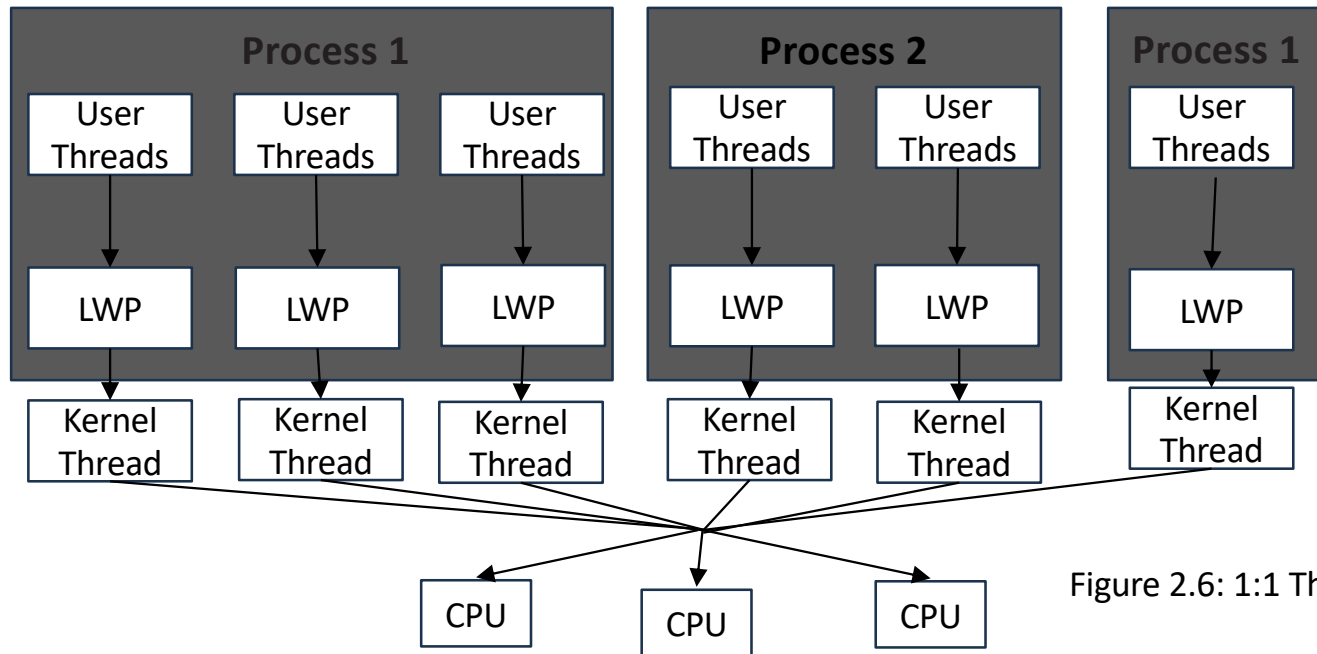 Process 1
Process 2
Process 1
User
Threads
User
Threads
User
Threads
User
Threads
User
Threads
User
Threads
LWP
LWP
LWP
LWP
LWP
LWP
Kernel
Thread
Kernel
Thread
Kernel
Thread
Kernel
Thread
Kernel
Thread
Kernel
Thread
CPU
CPU
CPU
Figure 2.6: 1:1 Th